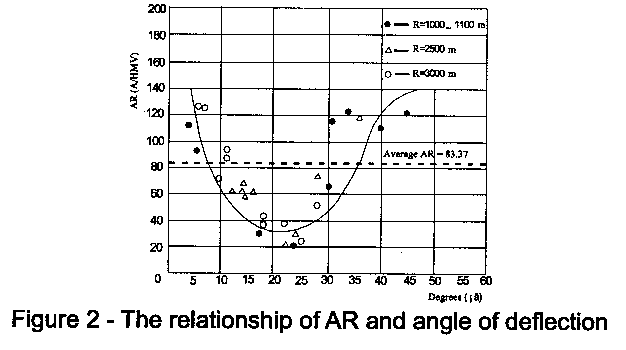 200
180
160
140
120
100
80
60
40
20
0
AR (A/HMV)
R=1000 ~ 1100 m
R=2500 m
R=3000 m
Average AR = 83.37
5 10 15 20 25 30 35 40 45 50 55 60
Degrees (¡ã)
Figure 2 - The relationship of AR and angle of deflection